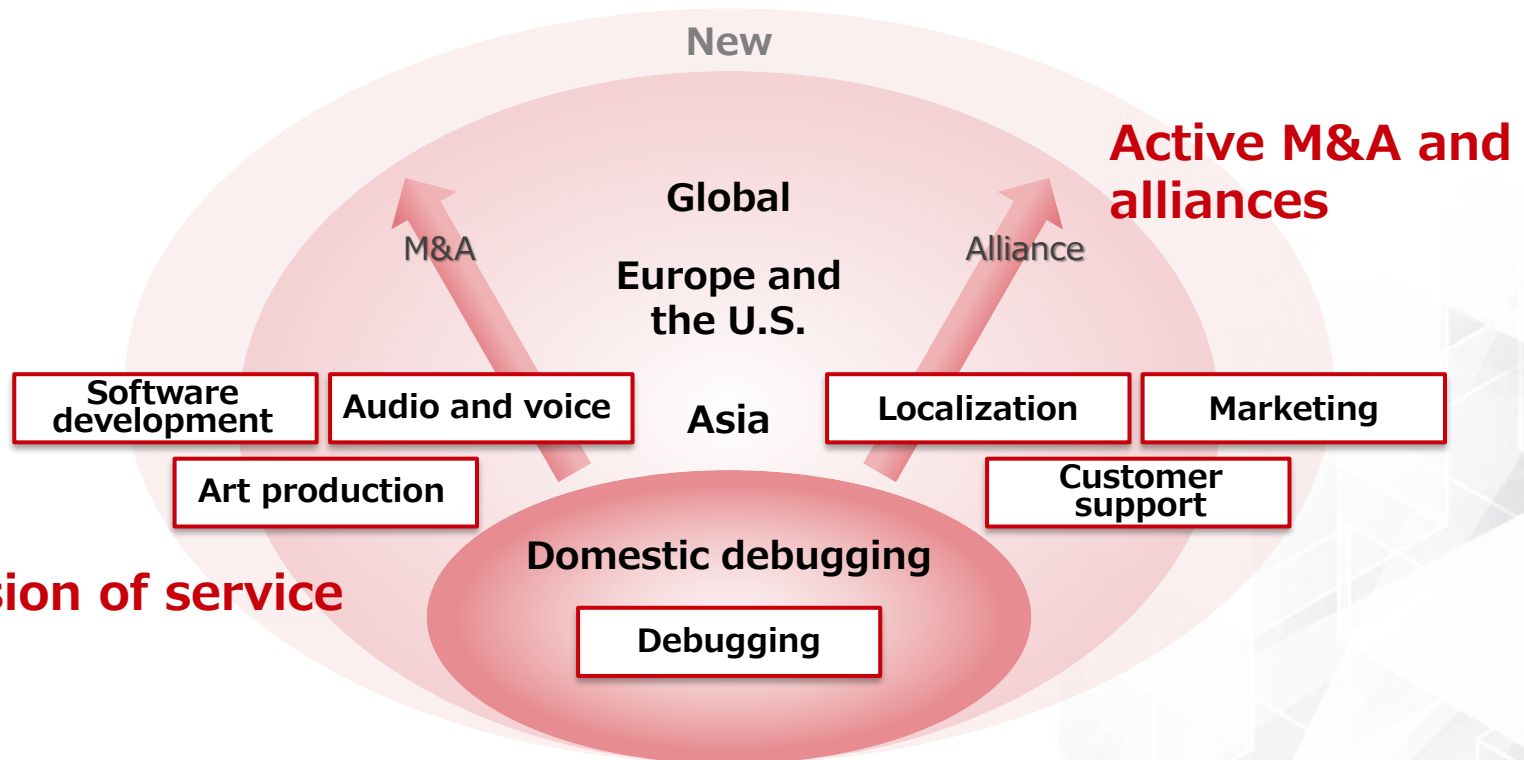 New
Active M&A and
alliances
Global
M&A
Alliance
Europe and
the U.S.
Software
development
Audio and voice
Asia
Localization
Marketing
Art production
Customer
support
Domestic debugging
of service
Debugging